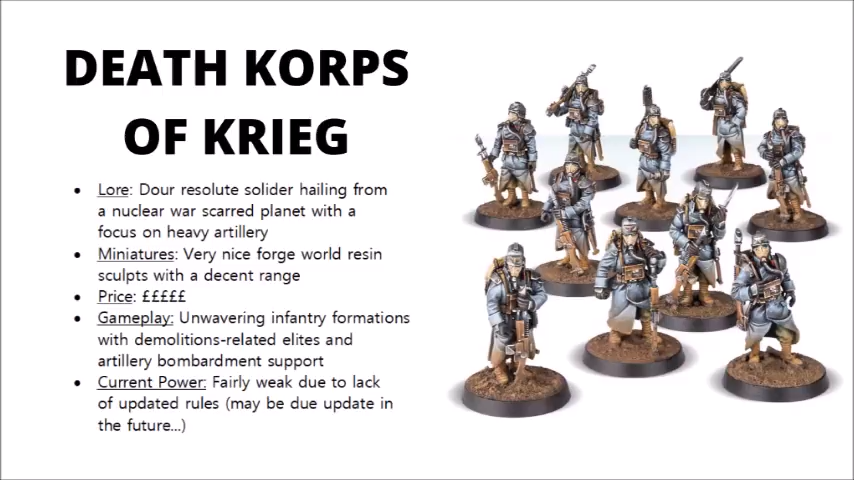 DEATH KORPS
OF KRIEG
• Lore: Dour resolute solider hailing from
a nuclear war scarred planet with a
focus on heavy artillery
• Miniatures: Very nice forge world resin
sculpts with a decent range
• Price: £££££
• Gameplay: Unwavering infantry formations
with demolitions-related elites and
artillery bombardment support
• Current Power: Fairly weak due to lack
of updated rules (may be due update in
the future...)